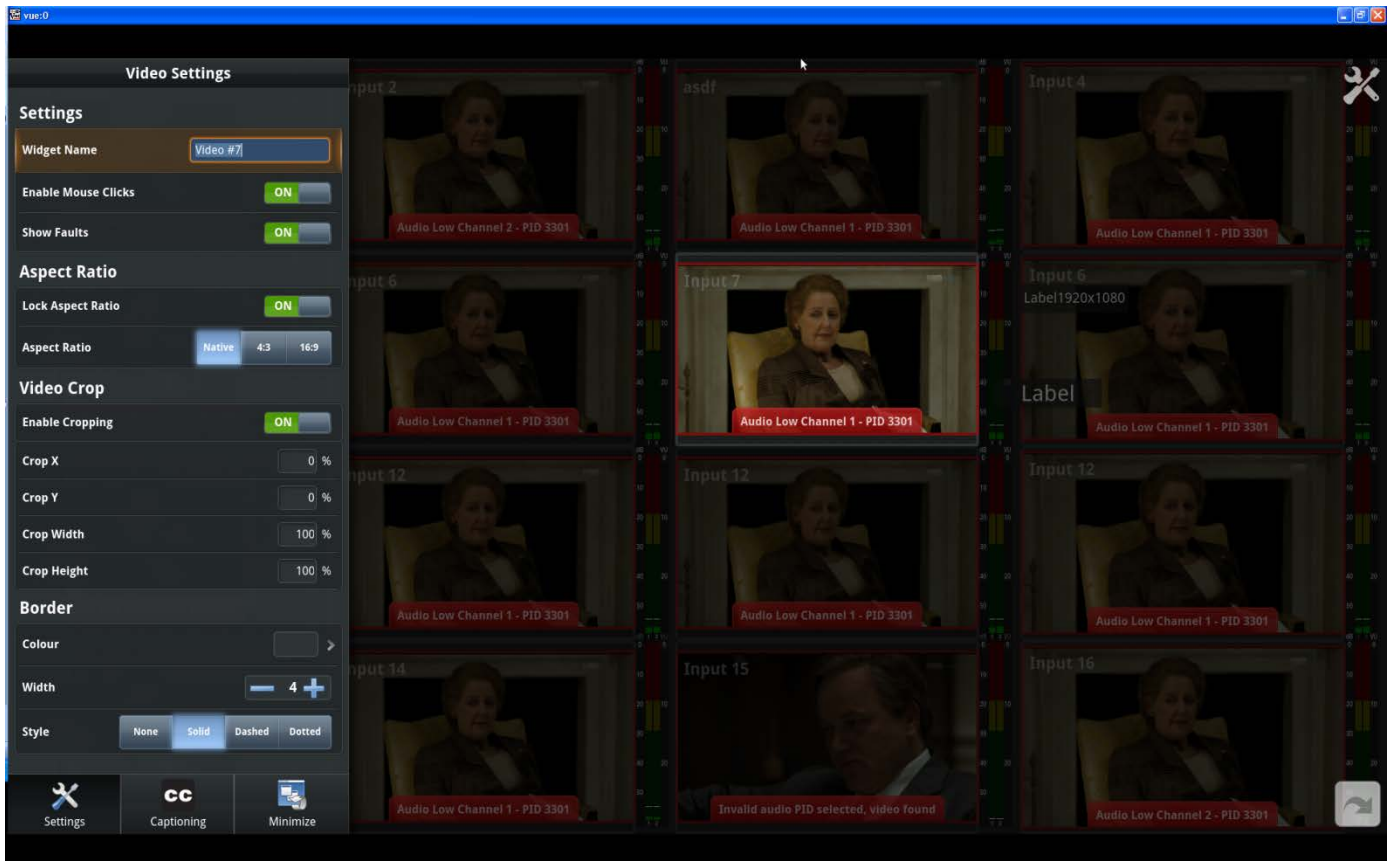 vue:0
Video Settings
Settings
Widget Name Video #7
Enable Mouse Clicks ON
Show Faults ON
Aspect Ratio
Lock Aspect Ratio ON
Aspect Ratio Native 4:3 16:9
Video Crop
Enable Cropping ON
Crop X 0 %
Crop Y 0 %
Crop Width 100 %
Crop Height 100 %
Border
Colour
Width 4
Style None Solid Dashed Dotted
Settings Captioning Minimize
CC
nput 2
Audio Low Channel 2 - PID 3301
asdf
Audio Low Channel 1 - PID 3301
Input 4
Audio Low Channel 1 - PID 3301
nput 6
Audio Low Channel 1 - PID 3301
Input 7
Audio Low Channel 1 - PID 3301
Input 6
Label1920x1080
Label
Audio Low Channel 1 - PID 3301
nput 12
Audio Low Channel 1 - PID 3301
Input 12
Audio Low Channel 1 - PID 3301
Input 12
Audio Low Channel 1 - PID 3301
nput 14
Audio Low Channel 1 - PID 3301
Input 15
Invalid audio PID selected, video found
Input 16
Audio Low Channel 2 - PID 3301